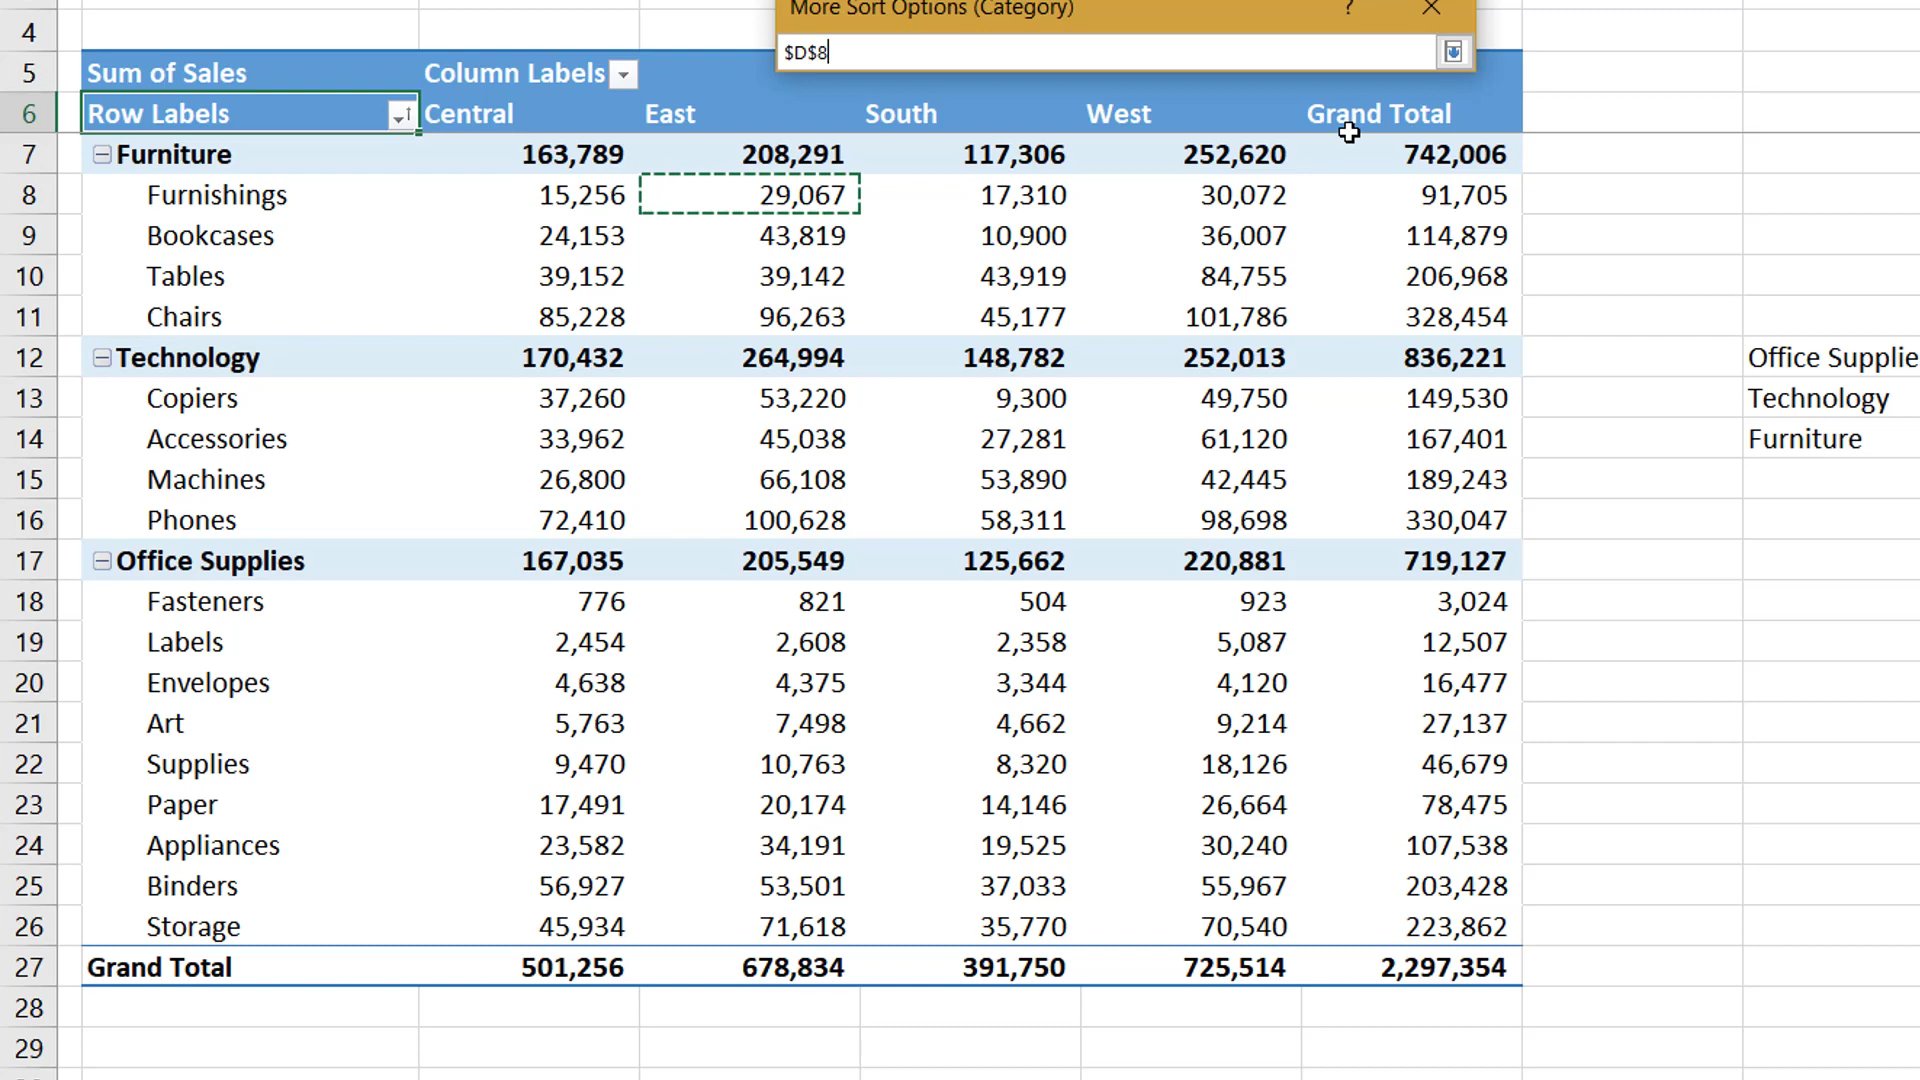 More Sort Options (Category) ?
$D$8
4
5 Sum of Sales Column Labels
6 Row Labels Central East South West Grand Total
7 Furniture 163,789 208,291 117,306 252,620 742,006
8 Furnishings 15,256 29,067 17,310 30,072 91,705
9 Bookcases 24,153 43,819 10,900 36,007 114,879
10 Tables 39,152 39,142 43,919 84,755 206,968
11 Chairs 85,228 96,263 45,177 101,786 328,454
12 Technology 170,432 264,994 148,782 252,013 836,221 Office Supplie
13 Copiers 37,260 53,220 9,300 49,750 149,530 Technology
14 Accessories 33,962 45,038 27,281 61,120 167,401 Furniture
15 Machines 26,800 66,108 53,890 42,445 189,243
16 Phones 72,410 100,628 58,311 98,698 330,047
17 Office Supplies 167,035 205,549 125,662 220,881 719,127
18 Fasteners 776 821 504 923 3,024
19 Labels 2,454 2,608 2,358 5,087 12,507
20 Envelopes 4,638 4,375 3,344 4,120 16,477
21 Art 5,763 7,498 4,662 9,214 27,137
22 Supplies 9,470 10,763 8,320 18,126 46,679
23 Paper 17,491 20,174 14,146 26,664 78,475
24 Appliances 23,582 34,191 19,525 30,240 107,538
25 Binders 56,927 53,501 37,033 55,967 203,428
26 Storage 45,934 71,618 35,770 70,540 223,862
27 Grand Total 501,256 678,834 391,750 725,514 2,297,354
28
29